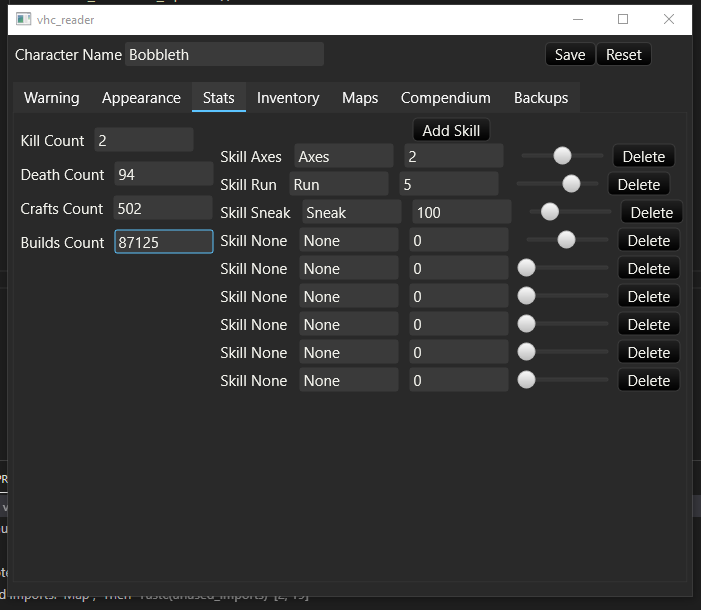 vhc_reader
Character Name Bobbleth Save Reset
Warning Appearance Stats Inventory Maps Compendium Backups
Add Skill
Kill Count 2
Death Count 94
Crafts Count 502
Builds Count 87125
Skill Axes Axes 2 Delete
Skill Run Run 5 Delete
Skill Sneak Sneak 100 Delete
Skill None None 0 Delete
Skill None None 0 Delete
Skill None None 0 Delete
Skill None None 0 Delete
Skill None None 0 Delete
Skill None None 0 Delete